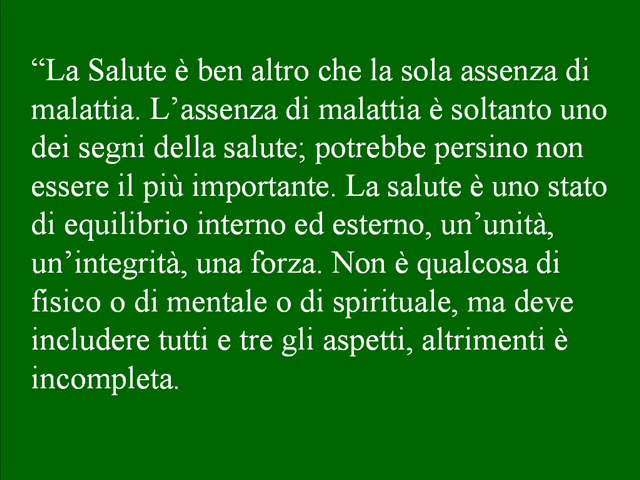 “La Salute è ben altro che la sola assenza di
malattia. L’assenza di malattia è soltanto uno
dei segni della salute; potrebbe persino non
essere il più importante. La salute è uno stato
di equilibrio interno ed esterno, un’unità,
un’integrità, una forza. Non è qualcosa di
fisico o di mentale o di spirituale, ma deve
includere tutti e tre gli aspetti, altrimenti è
incompleta.